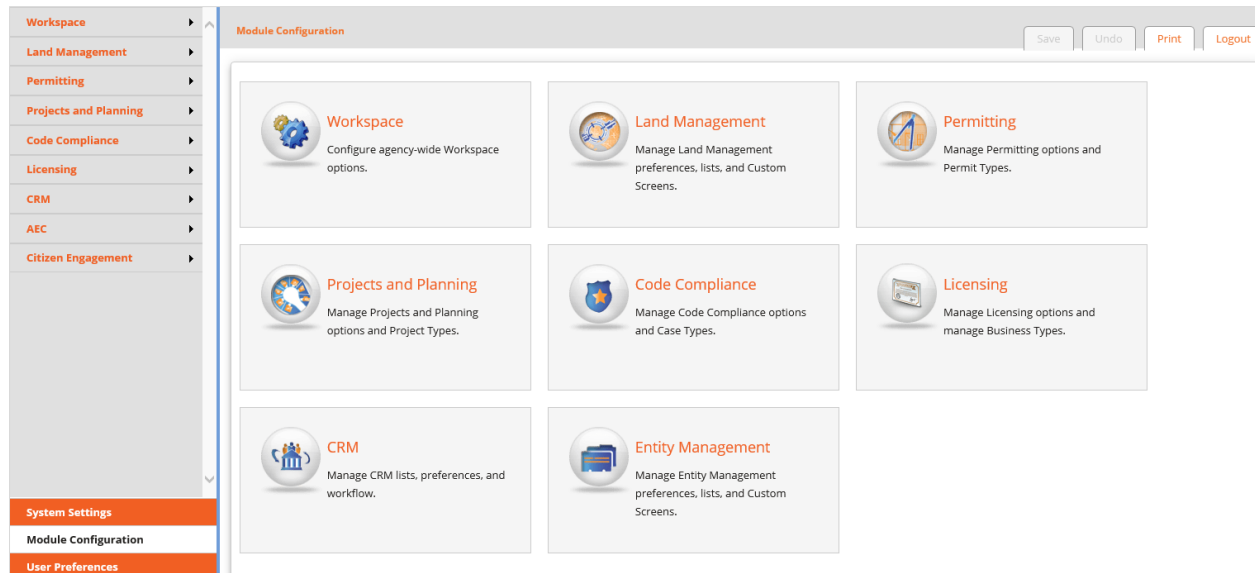 Workspace
Land Management
Permitting
Projects and Planning
Code Compliance
Licensing
CRM
AEC
Citizen Engagement
System Settings
Module Configuration
User Preferences
Module Configuration
Save
Undo
Print
Logout
Workspace
Configure agency-wide Workspace
options.
Land Management
Manage Land Management
preferences, lists, and Custom
Screens.
Permitting
Manage Permitting options and
Permit Types.
Projects and Planning
Manage Projects and Planning
options and Project Types.
Code Compliance
Manage Code Compliance options
and Case Types.
Licensing
Manage Licensing options and
manage Business Types.
CRM
Manage CRM lists, preferences, and
workflow.
Entity Management
Manage Entity Management
preferences, lists, and Custom
Screens.